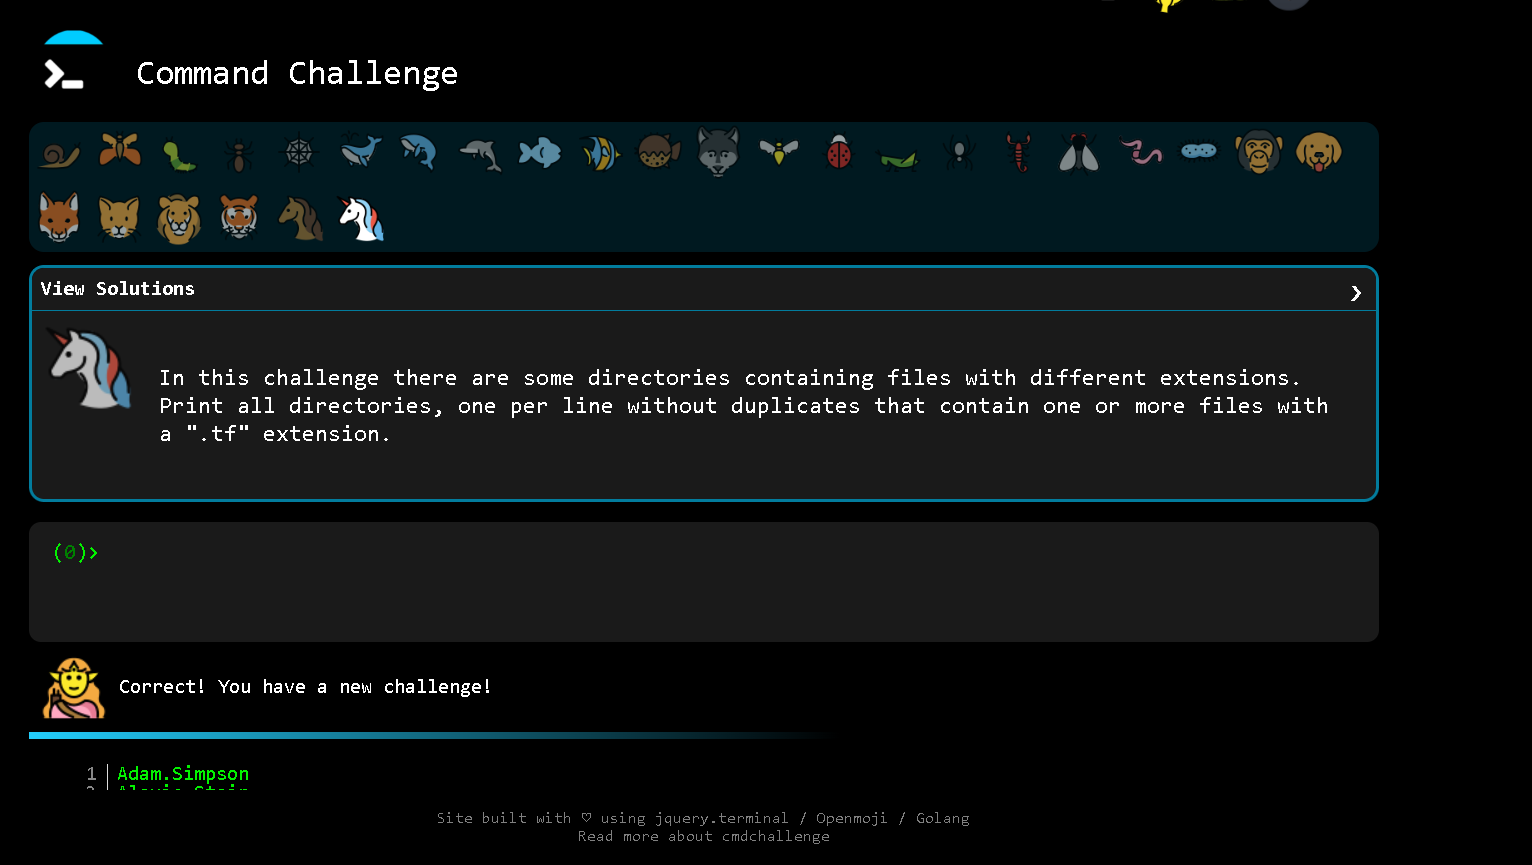 Command Challenge
View Solutions
In this challenge there are some directories containing files with different extensions.
Print all directories, one per line without duplicates that contain one or more files with
a ".tf" extension.
(0)>
Correct! You have a new challenge!
1 Adam.Simpson
Site built with ♡ using jquery.terminal / Openmoji / Golang
Read more about cmdchallenge